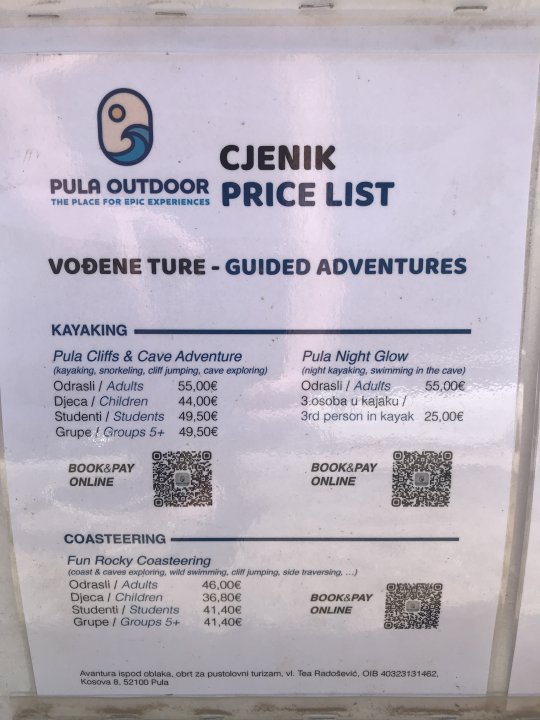 PULA OUTDOOR
THE PLACE FOR EPIC EXPERIENCES
CJENIK
PRICE LIST
VOĐENE TURE - GUIDED ADVENTURES
KAYAKING
Pula Cliffs & Cave Adventure
(kayaking, snorkeling, cliff jumping, cave exploring)
Odrasli / Adults 55,00€
Djeca / Children 44,00€
Studenti / Students 49,50€
Grupe / Groups 5+ 49,50€
BOOK&PAY
ONLINE
Pula Night Glow
(night kayaking, swimming in the cave)
Odrasli / Adults 55,00€
3.osoba u kajaku /
3rd person in kayak 25,00€
BOOK&PAY
ONLINE
COASTEERING
Fun Rocky Coasteering
(coast & caves exploring, wild swimming, cliff jumping, side traversing, ...)
Odrasli / Adults 46,00€
Djeca / Children 36,80€
Studenti / Students 41,40€
Grupe / Groups 5+ 41,40€
BOOK&PAY
ONLINE
Avantura ispod oblaka, obrt za pustolovni turizam, vl. Tea Radošević, OIB 40323131462,
Kosova 8, 52100 Pula